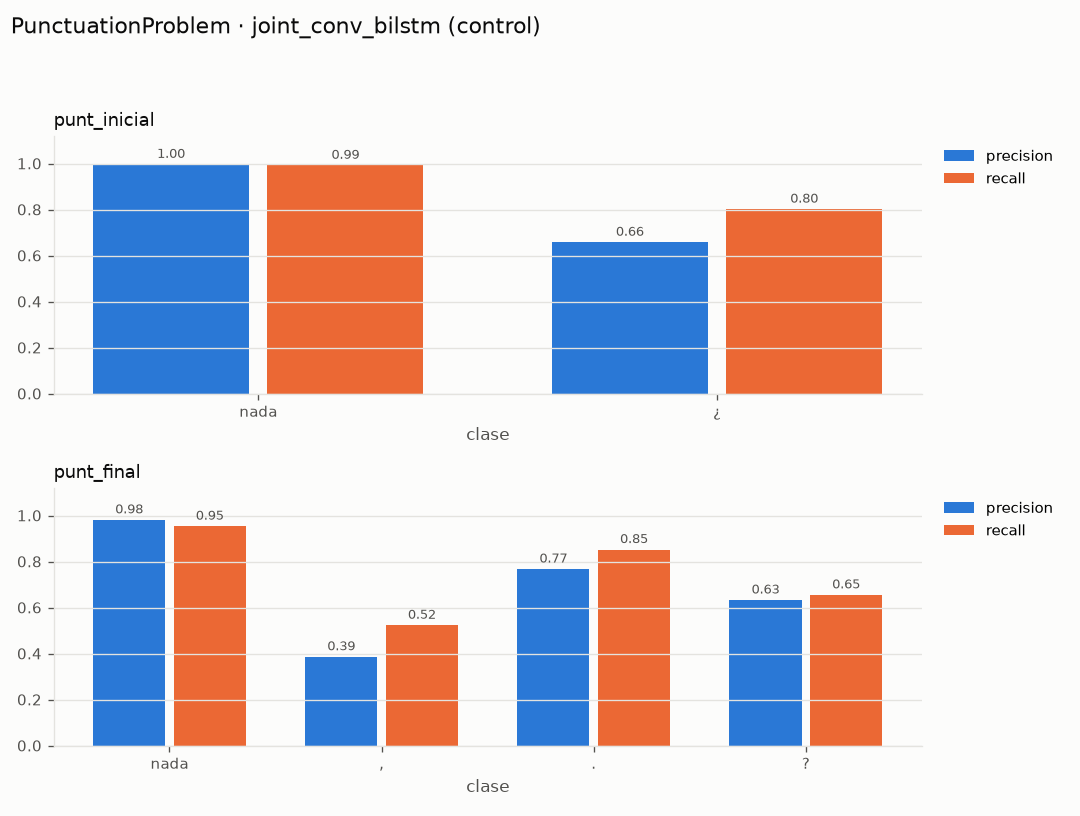 PunctuationProblem · joint_conv_bilstm (control)
punt_inicial
1.00 0.99 0.66 0.80
1.0
0.8
0.6
0.4
0.2
0.0
nada ¿
clase
precision
recall
punt_final
0.98 0.95 0.39 0.52 0.77 0.85 0.63 0.65
1.0
0.8
0.6
0.4
0.2
0.0
nada , . ?
clase
precision
recall